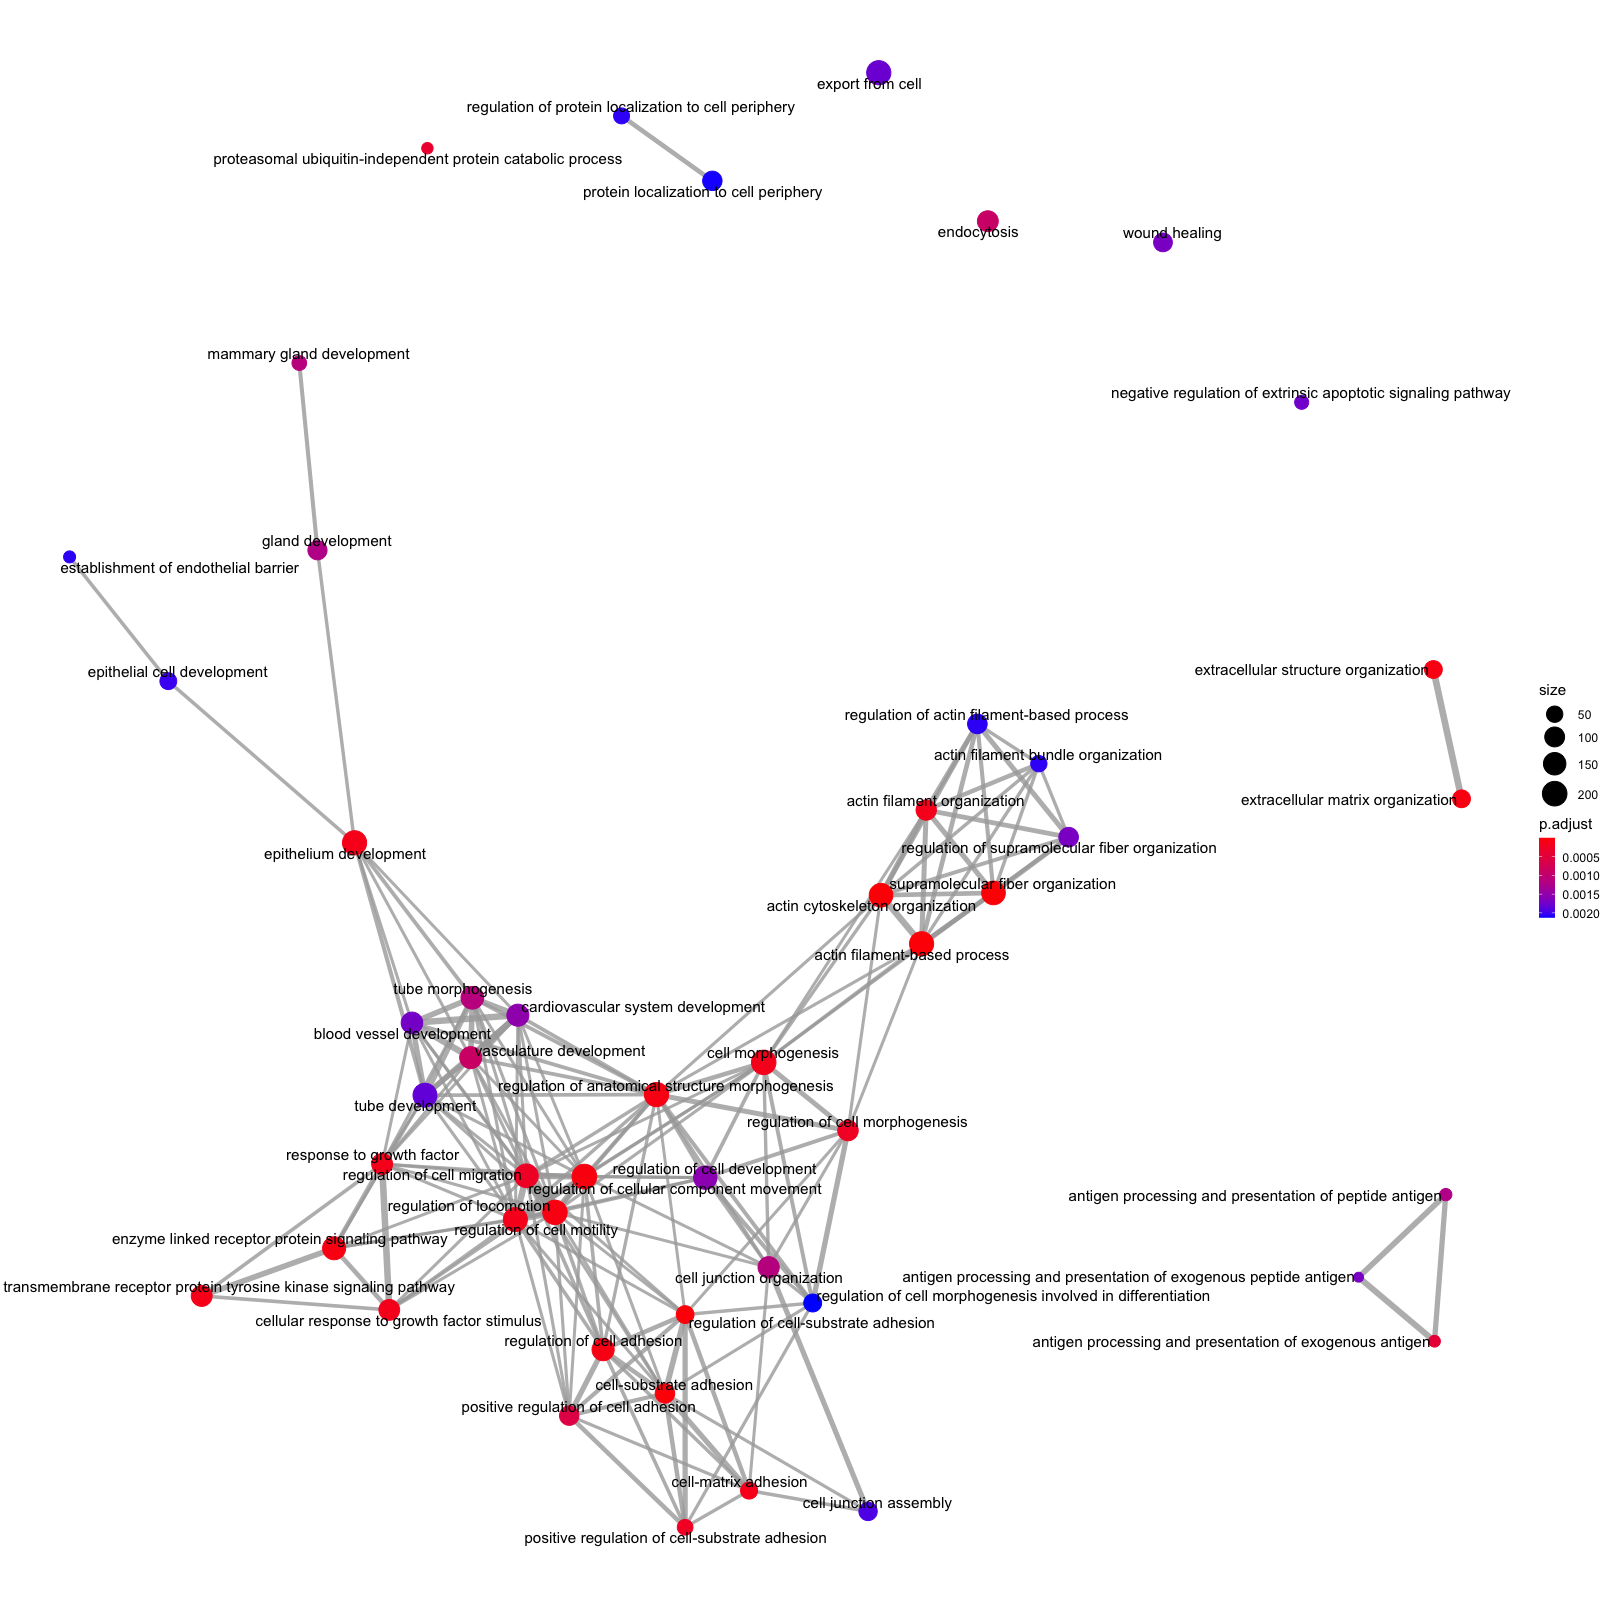 export from cell
regulation of protein localization to cell periphery
proteasomal ubiquitin-independent protein catabolic process
protein localization to cell periphery
endocytosis
wound healing
mammary gland development
negative regulation of extrinsic apoptotic signaling pathway
gland development
establishment of endothelial barrier
epithelial cell development
extracellular structure organization
size
50
100
150
200
regulation of actin filament-based process
actin filament bundle organization
actin filament organization
extracellular matrix organization
p.adjust
0.0005
0.0010
0.0015
0.0020
epithelium development
regulation of supramolecular fiber organization
supramolecular fiber organization
actin cytoskeleton organization
actin filament-based process
tube morphogenesis
cardiovascular system development
blood vessel development
vasculature development
cell morphogenesis
regulation of anatomical structure morphogenesis
tube development
regulation of cell morphogenesis
response to growth factor
regulation of cell migration
regulation of cell development
regulation of cellular component movement
antigen processing and presentation of peptide antigen
regulation of locomotion
regulation of cell motility
enzyme linked receptor protein signaling pathway
cell junction organization
antigen processing and presentation of exogenous peptide antigen
transmembrane receptor protein tyrosine kinase signaling pathway
regulation of cell morphogenesis involved in differentiation
cellular response to growth factor stimulus
regulation of cell-substrate adhesion
regulation of cell adhesion
antigen processing and presentation of exogenous antigen
cell-substrate adhesion
positive regulation of cell adhesion
cell-matrix adhesion
cell junction assembly
positive regulation of cell-substrate adhesion